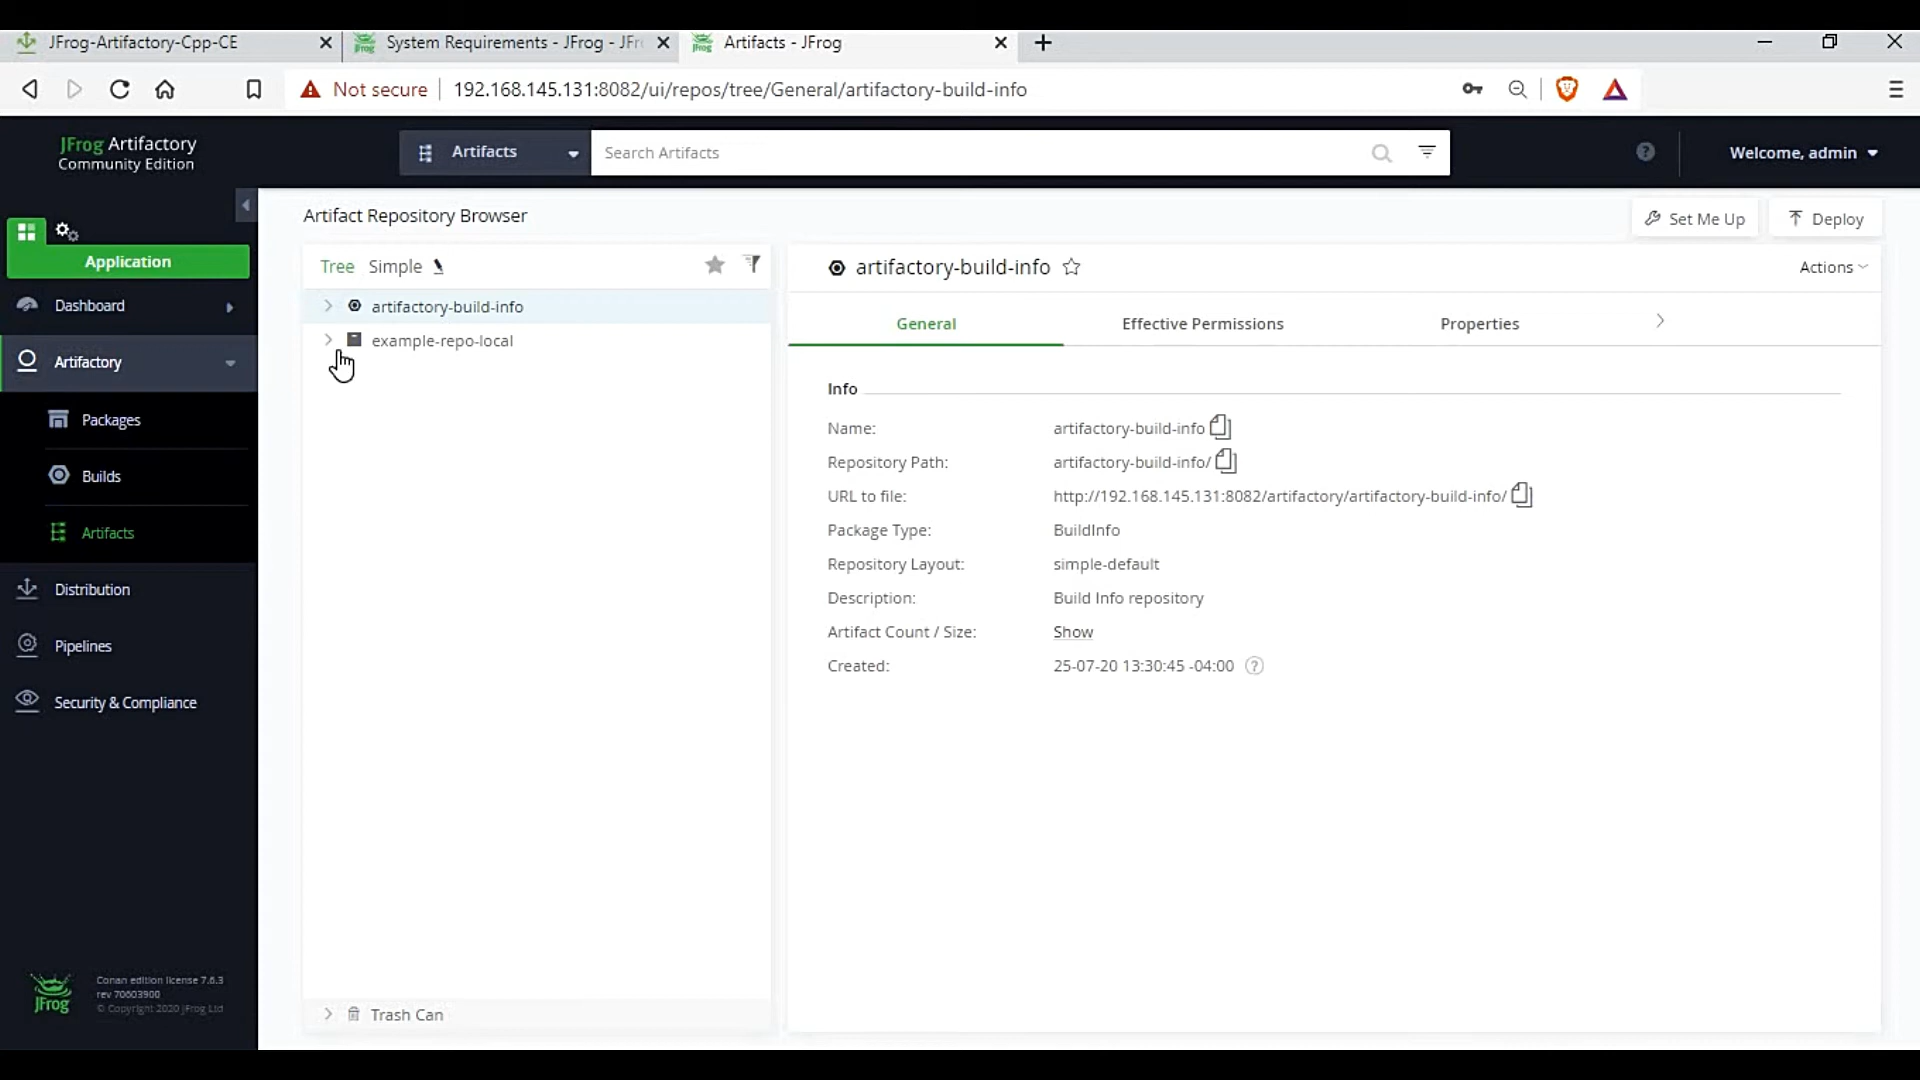 JFrog-Artifactory-Cpp-CE
System Requirements - JFrog - JFr
Artifacts - JFrog
Not secure
192.168.145.131:8082/ui/repos/tree/General/artifactory-build-info
JFrog Artifactory
Community Edition
Artifacts
Search Artifacts
Welcome, admin
Application
Dashboard
Artifactory
Packages
Builds
Artifacts
Distribution
Pipelines
Security & Compliance
JFrog
Conan edition license 7.6.3
rev 70603900
© Copyright 2020 JFrog Ltd
Artifact Repository Browser
Set Me Up
Deploy
Tree
Simple
artifactory-build-info
example-repo-local
Trash Can
artifactory-build-info
Actions
General
Effective Permissions
Properties
Info
Name: artifactory-build-info
Repository Path: artifactory-build-info/
URL to file: http://192.168.145.131:8082/artifactory/artifactory-build-info/
Package Type: BuildInfo
Repository Layout: simple-default
Description: Build Info repository
Artifact Count / Size: Show
Created: 25-07-20 13:30:45 -04:00